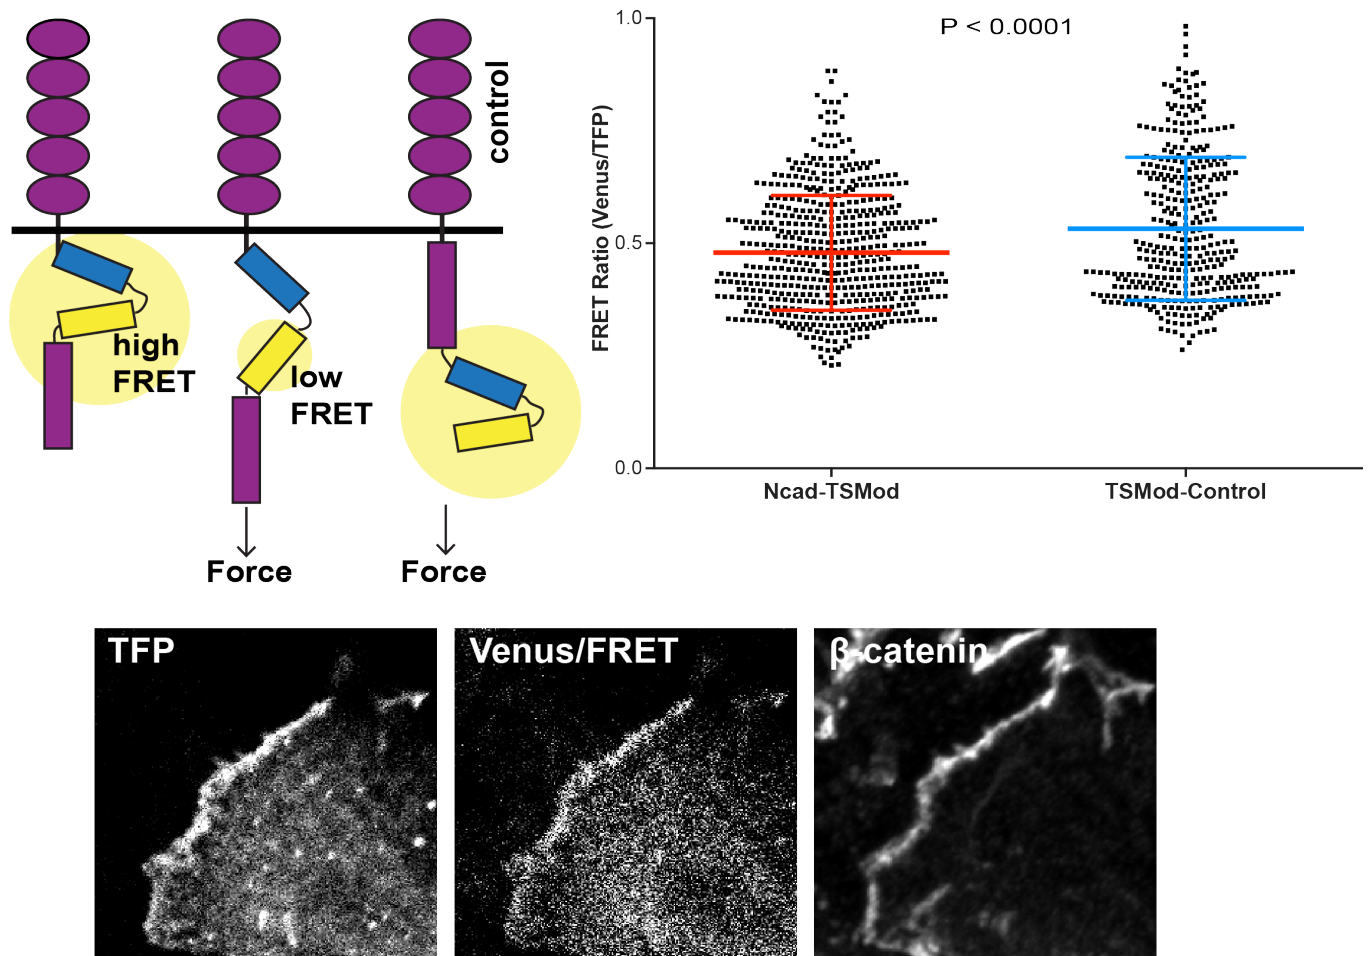 control
high
FRET
low
FRET
Force
Force
P < 0.0001
FRET Ratio (Venus/TFP)
1.0
0.5
0.0
Ncad-TSMod
TSMod-Control
TFP
Venus/FRET
β-catenin